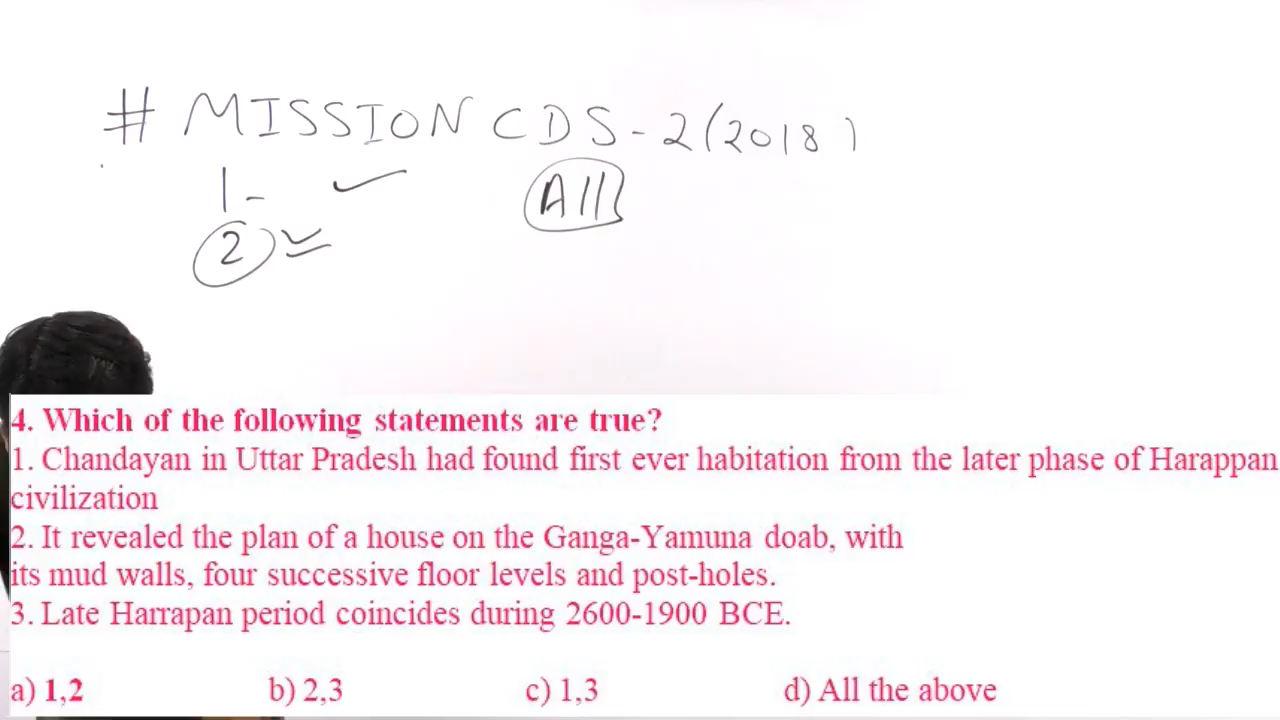 # MISSION CDS-2 (2018)
1-
2
All
4. Which of the following statements are true?
1. Chandayan in Uttar Pradesh had found first ever habitation from the later phase of Harappan
civilization
2. It revealed the plan of a house on the Ganga-Yamuna doab, with
its mud walls, four successive floor levels and post-holes.
3. Late Harrapan period coincides during 2600-1900 BCE.
a) 1,2 b) 2,3 c) 1,3 d) All the above